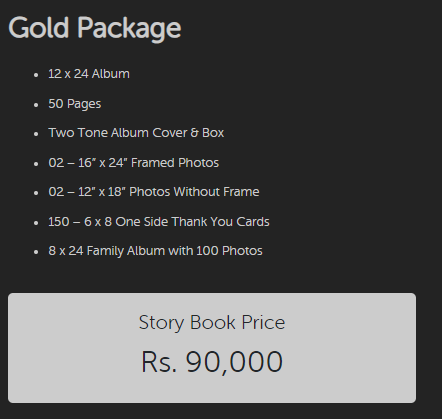 Gold Package
• 12 x 24 Album
• 50 Pages
• Two Tone Album Cover & Box
• 02 – 16” x 24” Framed Photos
• 02 – 12” x 18” Photos Without Frame
• 150 – 6 x 8 One Side Thank You Cards
• 8 x 24 Family Album with 100 Photos
Story Book Price
Rs. 90,000